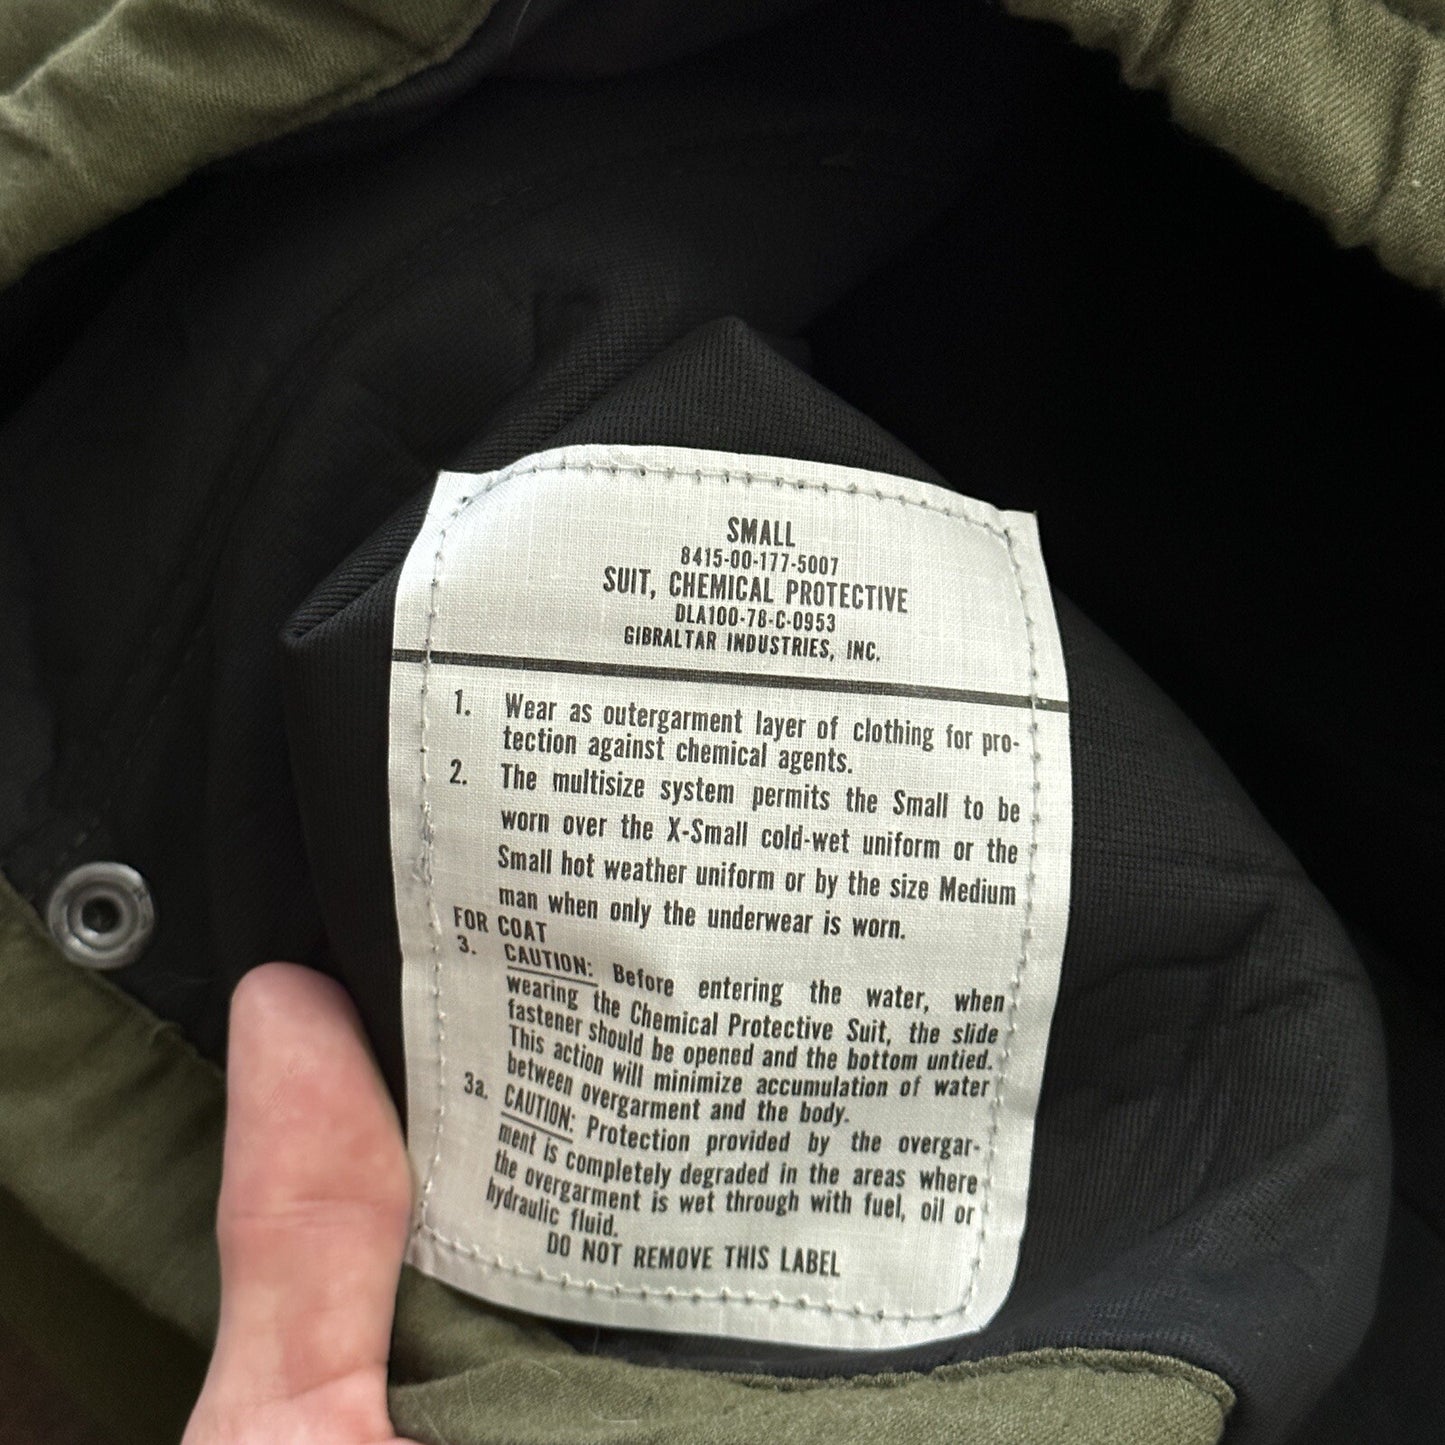 SMALL
8415-00-177-5007
SUIT, CHEMICAL PROTECTIVE
DLA100-78-C-0953
GIBRALTAR INDUSTRIES, INC.
1. Wear as outergarment layer of clothing for pro-
tection against chemical agents.
2. The multisize system permits the Small to be
worn over the X-Small cold-wet uniform or the
Small hot weather uniform or by the size Medium
man when only the underwear is worn.
FOR COAT
3. CAUTION: Before entering the water, when
wearing the Chemical Protective Suit, the slide
fastener should be opened and the bottom untied.
This action will minimize accumulation of water
between overgarment and the body.
3a. CAUTION: Protection provided by the overgar-
ment is completely degraded in the areas where
the overgarment is wet through with fuel, oil or
hydraulic fluid.
DO NOT REMOVE THIS LABEL